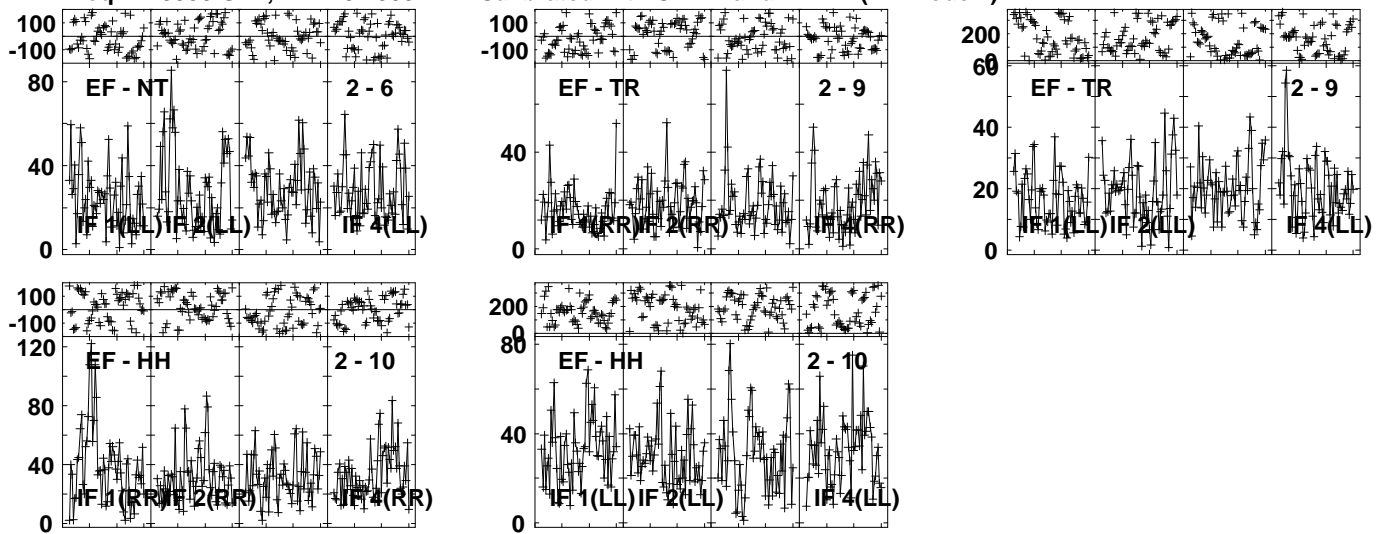 100
-100
80
40
0
EF - NT
2 - 6
IF 1(LL)
IF 2(LL)
IF 4(LL)
100
-100
40
0
EF - TR
2 - 9
IF 1(RR)
IF 2(RR)
IF 4(RR)
200
0
60
40
20
0
EF - TR
2 - 9
IF 1(LL)
IF 2(LL)
IF 4(LL)
100
-100
120
80
40
0
EF - HH
2 - 10
IF 1(RR)
IF 2(RR)
IF 4(RR)
200
0
80
40
0
EF - HH
2 - 10
IF 1(LL)
IF 2(LL)
IF 4(LL)